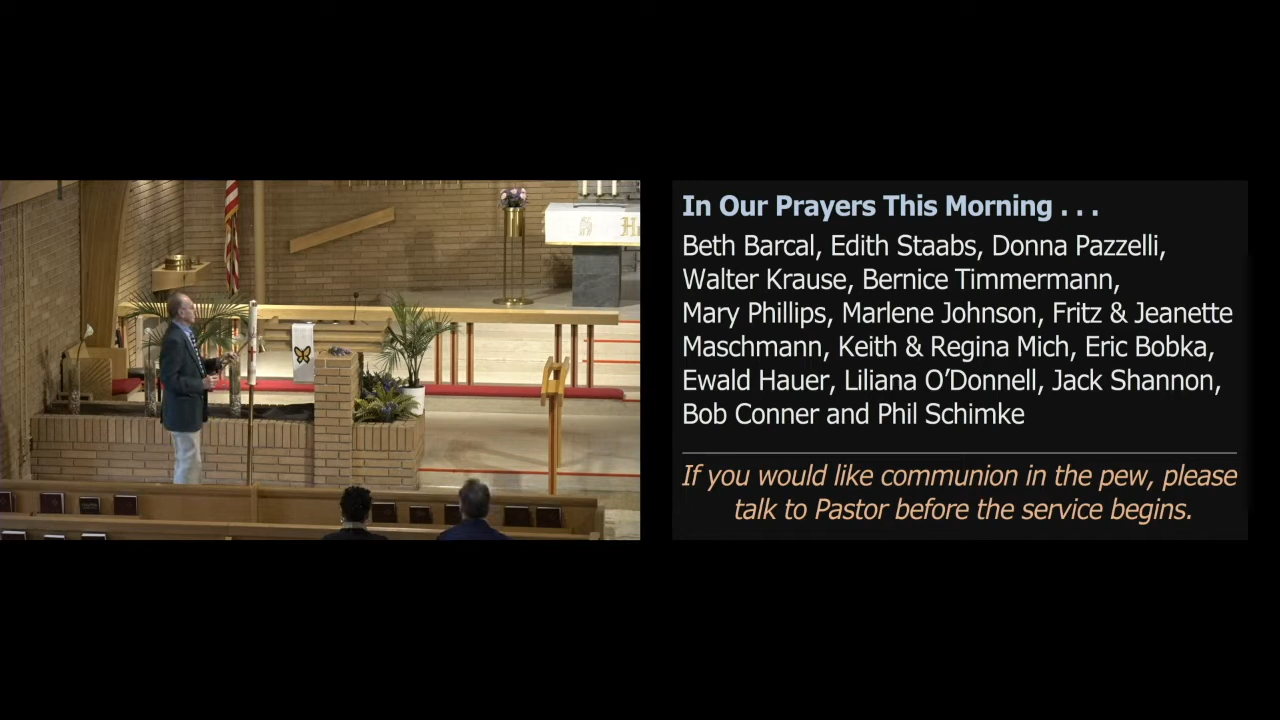 In Our Prayers This Morning . . .
Beth Barcal, Edith Staabs, Donna Pazzelli,
Walter Krause, Bernice Timmermann,
Mary Phillips, Marlene Johnson, Fritz & Jeanette
Maschmann, Keith & Regina Mich, Eric Bobka,
Ewald Hauer, Liliana O’Donnell, Jack Shannon,
Bob Conner and Phil Schimke
If you would like communion in the pew, please
talk to Pastor before the service begins.